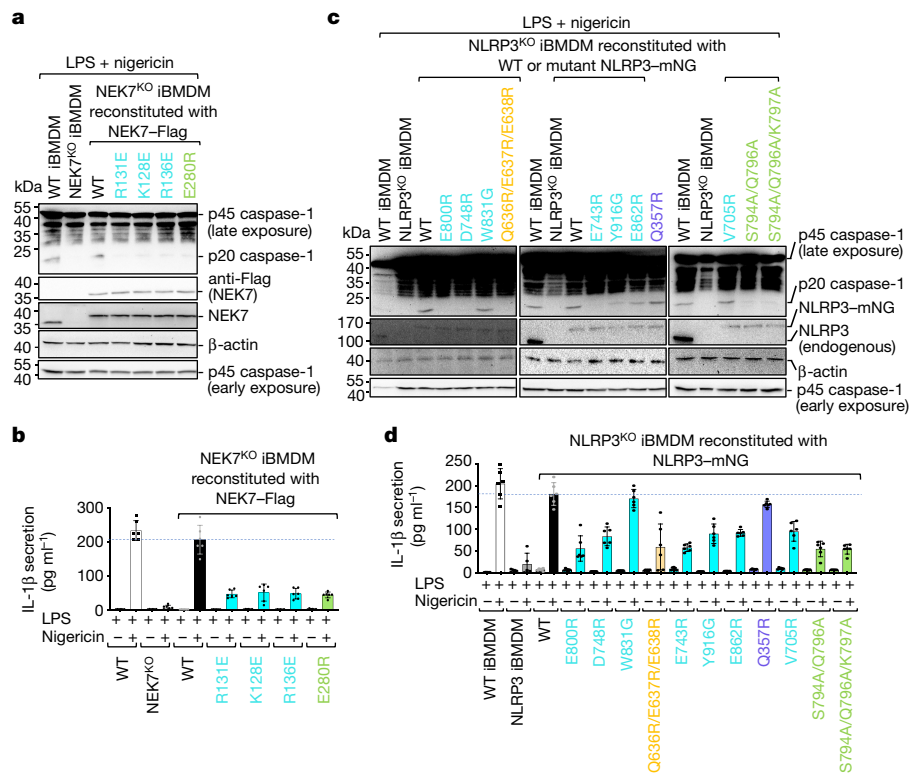 a
LPS + nigericin
NEK7KO iBMDM
reconstituted with
NEK7–Flag
WT iBMDM
NEK7KO iBMDM
WT
R131E
K128E
R136E
E280R
kDa
55
45
40
35
25
p45 caspase-1
(late exposure)
p20 caspase-1
40
35
anti-Flag
(NEK7)
40
35
NEK7
40
β-actin
55
40
p45 caspase-1
(early exposure)
b
NEK7KO iBMDM
reconstituted with
NEK7–Flag
IL-1β secretion
(pg ml−1)
300
200
100
0
LPS + + + + + + + + + + + + + +
Nigericin − + − + − + − + − + − + − +
WT
NEK7KO
WT
R131E
K128E
R136E
E280R
c
LPS + nigericin
NLRP3KO iBMDM reconstituted with
WT or mutant NLRP3–mNG
WT iBMDM
NLRP3KO iBMDM
WT
E800R
D748R
W831G
Q636R/E637R/E638R
WT iBMDM
NLRP3KO iBMDM
WT
E743R
Y916G
E862R
Q357R
WT iBMDM
NLRP3KO iBMDM
V705R
S794A/Q796A
S794A/Q796A/K797A
kDa
55
40
35
25
p45 caspase-1
(late exposure)
p20 caspase-1
170
100
NLRP3–mNG
NLRP3
(endogenous)
40
β-actin
55
40
p45 caspase-1
(early exposure)
d
NLRP3KO iBMDM reconstituted with
NLRP3–mNG
IL-1β secretion
(pg ml−1)
250
200
150
100
50
0
LPS + + + + + + + + + + + + + + + + + + + + + + + + + + + +
Nigericin − + − + − + − + − + − + − + − + − + − + − + − + − + − +
WT iBMDM
NLRP3 iBMDM
WT
E800R
D748R
W831G
Q636R/E637R/E638R
E743R
Y916G
E862R
Q357R
V705R
S794A/Q796A
S794A/Q796A/K797A